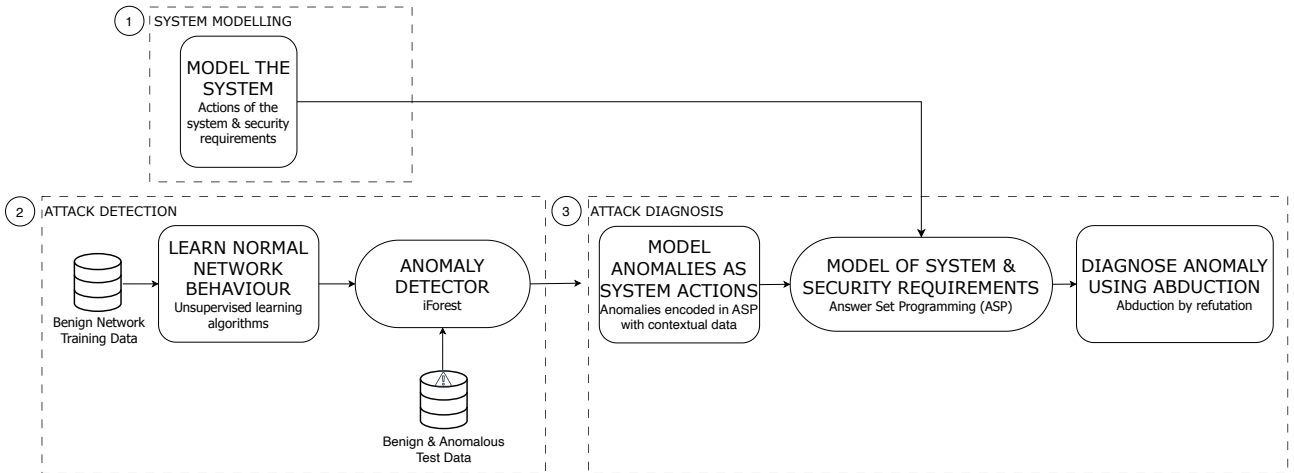 1
SYSTEM MODELLING
MODEL THE
SYSTEM
Actions of the
system & security
requirements
2
ATTACK DETECTION
Benign Network
Training Data
LEARN NORMAL
NETWORK
BEHAVIOUR
Unsupervised learning
algorithms
ANOMALY
DETECTOR
iForest
!
Benign & Anomalous
Test Data
3
ATTACK DIAGNOSIS
MODEL
ANOMALIES AS
SYSTEM ACTIONS
Anomalies encoded in ASP
with contextual data
MODEL OF SYSTEM &
SECURITY REQUIREMENTS
Answer Set Programming (ASP)
DIAGNOSE ANOMALY
USING ABDUCTION
Abduction by refutation